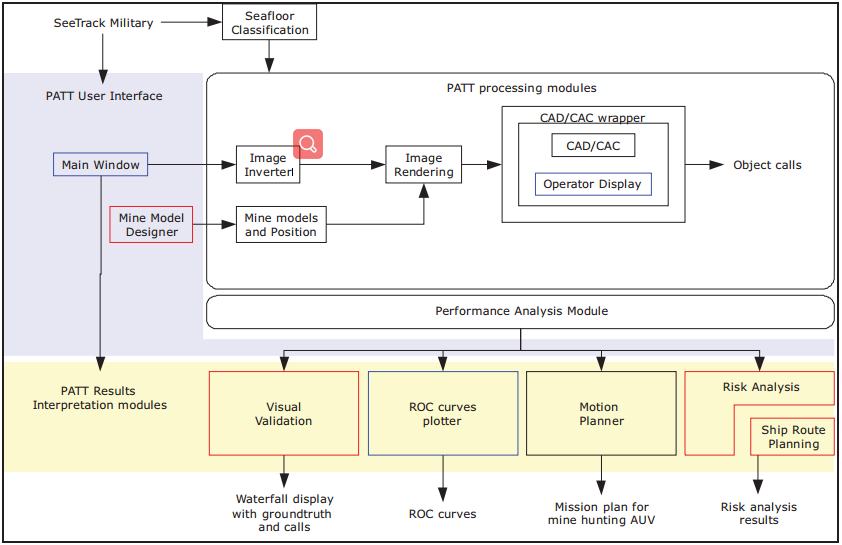 SeeTrack Military
Seafloor
Classification
PATT User Interface
PATT processing modules
CAD/CAC wrapper
CAD/CAC
Operator Display
Main Window
Image
Inverterl
Image
Rendering
Object calls
Mine Model
Designer
Mine models
and Position
Performance Analysis Module
PATT Results
Interpretation modules
Visual
Validation
ROC curves
plotter
Motion
Planner
Risk Analysis
Ship Route
Planning
Waterfall display
with groundtruth
and calls
ROC curves
Mission plan for
mine hunting AUV
Risk analysis
results